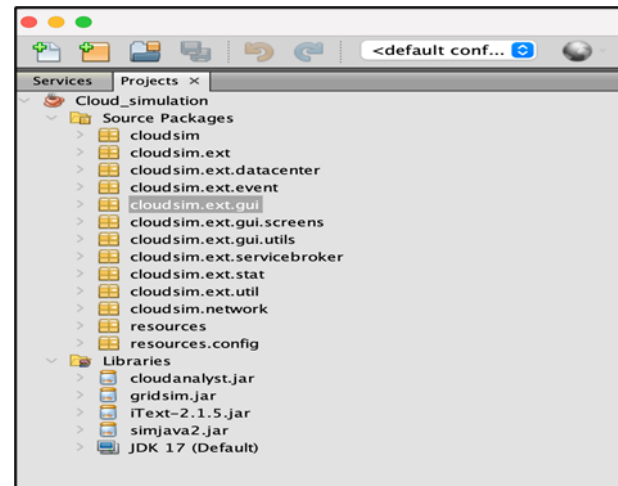 <default conf...
Services Projects ×
Cloud_simulation
Source Packages
cloudsim
cloudsim.ext
cloudsim.ext.datacenter
cloudsim.ext.event
cloudsim.ext.gui
cloudsim.ext.gui.screens
cloudsim.ext.gui.utils
cloudsim.ext.servicebroker
cloudsim.ext.stat
cloudsim.ext.util
cloudsim.network
resources
resources.config
Libraries
cloudanalyst.jar
gridsim.jar
iText-2.1.5.jar
simjava2.jar
JDK 17 (Default)